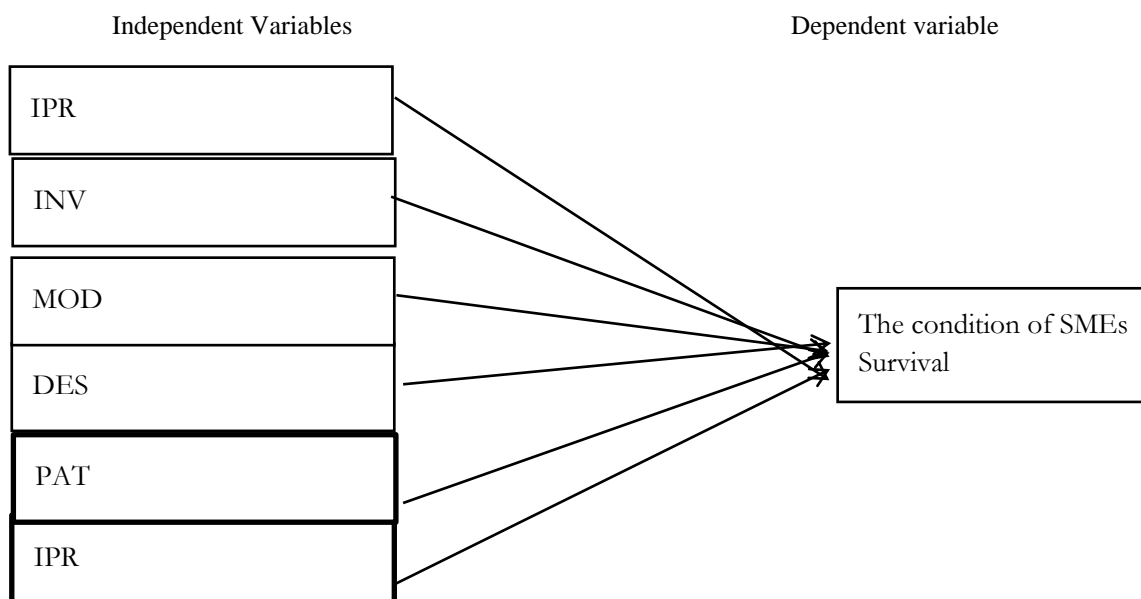 Independent Variables
Dependent variable
IPR
INV
MOD
DES
PAT
IPR
The condition of SMEs
Survival